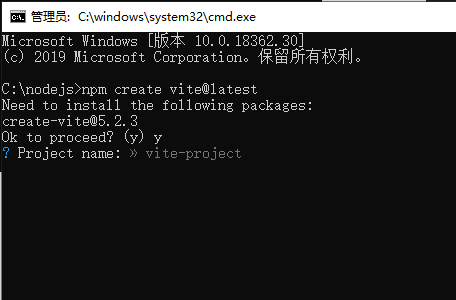 管理员: C:\windows\system32\cmd.exe
Microsoft Windows [版本 10.0.18362.30]
(c) 2019 Microsoft Corporation。保留所有权利。
C:\nodejs>npm create vite@latest
Need to install the following packages:
create-vite@5.2.3
Ok to proceed? (y) y
? Project name: » vite-project